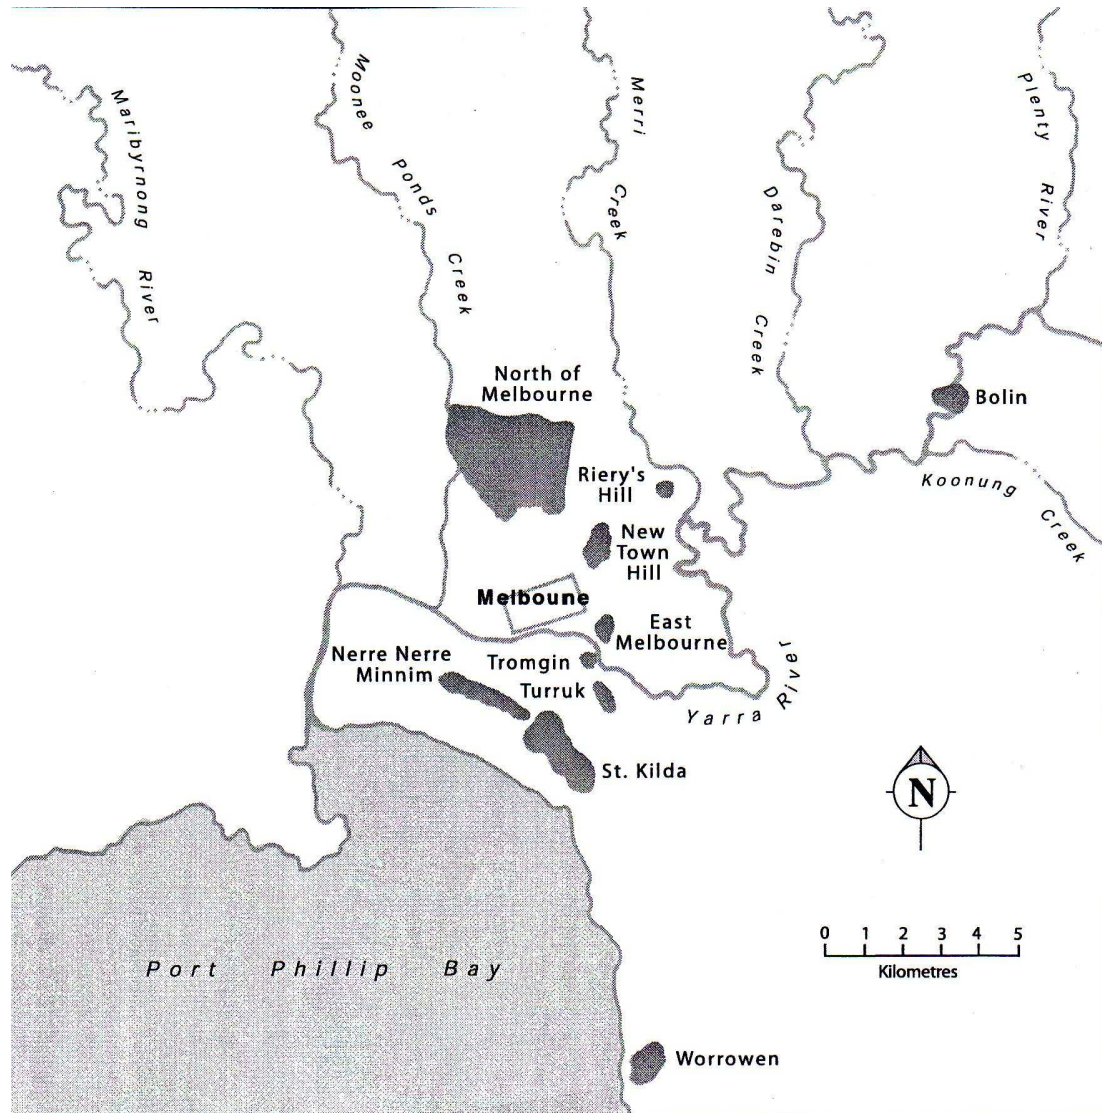 Maribyrnong River
Moonee Ponds Creek
Merri Creek
Darebin Creek
Plenty River
North of
Melbourne
Bolin
Riery's
Hill
Koonung Creek
New
Town
Hill
Melboune
East
Melbourne
Nerre Nerre
Minnim
Tromgin
Turruk
Yarra River
St. Kilda
N
0 1 2 3 4 5
Kilometres
Port Phillip Bay
Worrowen